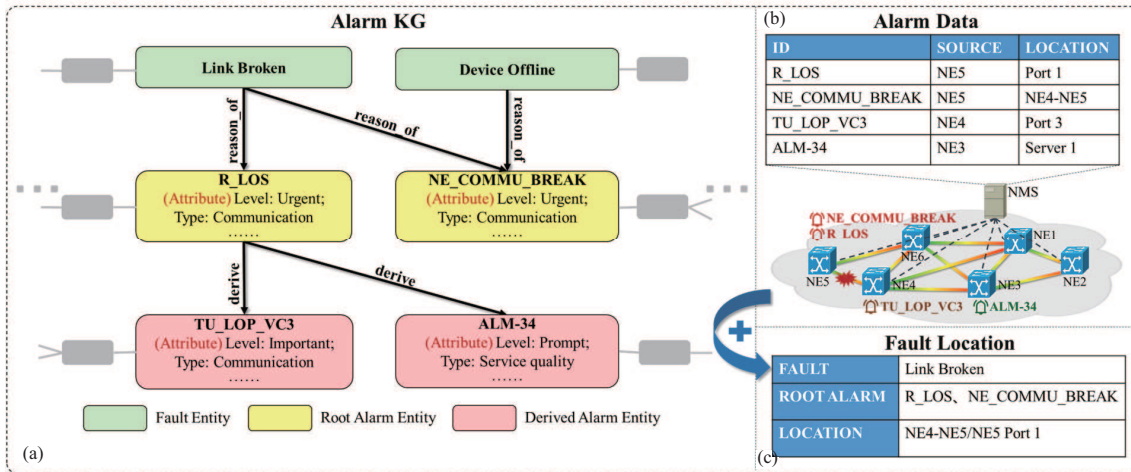 Alarm KG
Link Broken
Device Offline
reason_of
reason_of
reason_of
R_LOS
(Attribute) Level: Urgent;
Type: Communication
……
NE_COMMU_BREAK
(Attribute) Level: Urgent;
Type: Communication
……
derive
derive
TU_LOP_VC3
(Attribute) Level: Important;
Type: Communication
……
ALM-34
(Attribute) Level: Prompt;
Type: Service quality
……
Fault Entity
Root Alarm Entity
Derived Alarm Entity
(a)
(b)
Alarm Data
ID SOURCE LOCATION
R_LOS NE5 Port 1
NE_COMMU_BREAK NE5 NE4-NE5
TU_LOP_VC3 NE4 Port 3
ALM-34 NE3 Server 1
NMS
NE_COMMU_BREAK
R_LOS
NE1
NE6
NE5
NE4
NE3
NE2
TU_LOP_VC3
ALM-34
Fault Location
FAULT Link Broken
ROOT ALARM R_LOS、NE_COMMU_BREAK
LOCATION NE4-NE5/NE5 Port 1
(c)